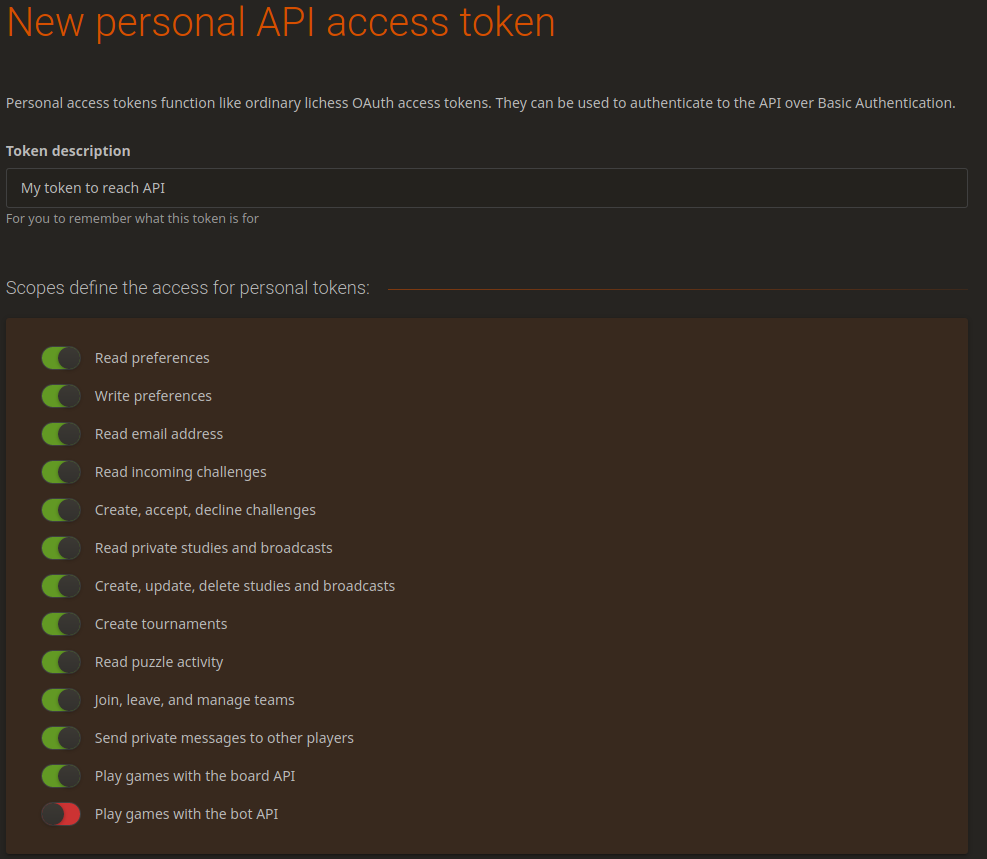 New personal API access token
Personal access tokens function like ordinary lichess OAuth access tokens. They can be used to authenticate to the API over Basic Authentication.
Token description
My token to reach API
For you to remember what this token is for
Scopes define the access for personal tokens:
Read preferences
Write preferences
Read email address
Read incoming challenges
Create, accept, decline challenges
Read private studies and broadcasts
Create, update, delete studies and broadcasts
Create tournaments
Read puzzle activity
Join, leave, and manage teams
Send private messages to other players
Play games with the board API
Play games with the bot API